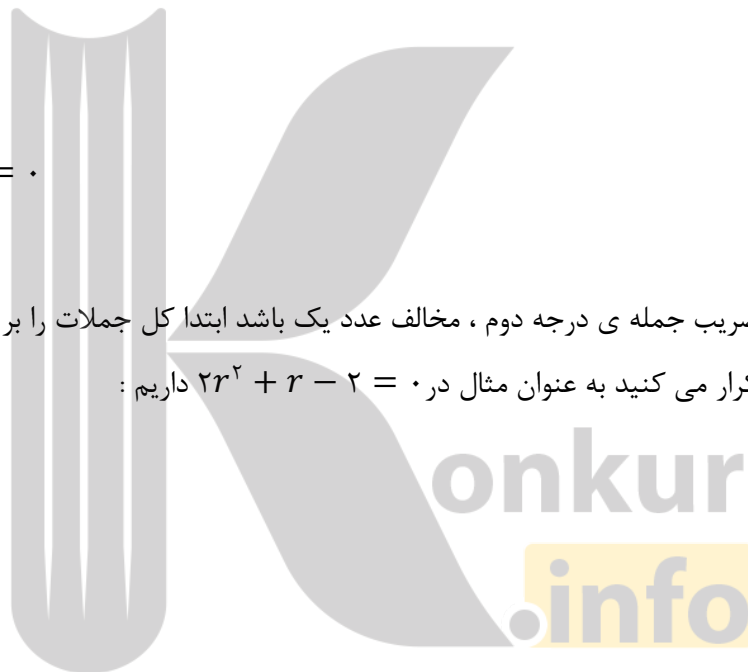 = ۰
ضریب جمله ی درجه دوم ، مخالف عدد یک باشد ابتدا کل جملات را بر
می کنید به عنوان مثال در ۲r² + r − ۲ = ۰ داریم :
onkur
.info